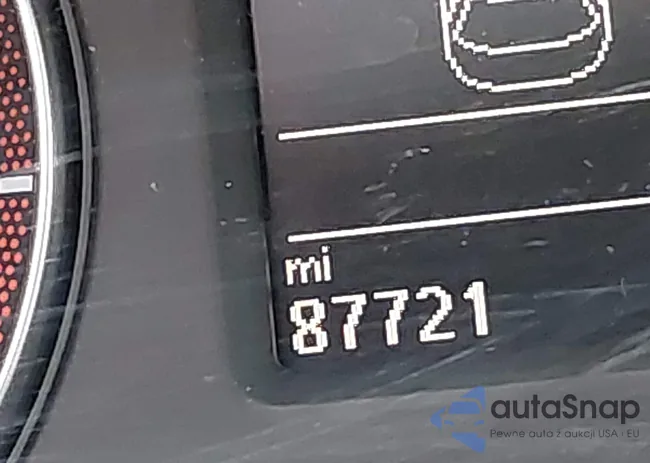 mi
87721
autaSnap
Pewne auta z aukcji USA i EU